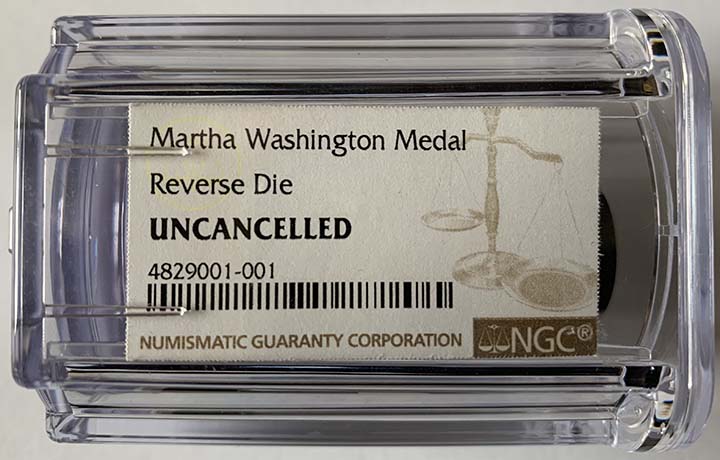 Martha Washington Medal
Reverse Die
UNCANCELLED
4829001-001
NUMISMATIC GUARANTY CORPORATION NGC®